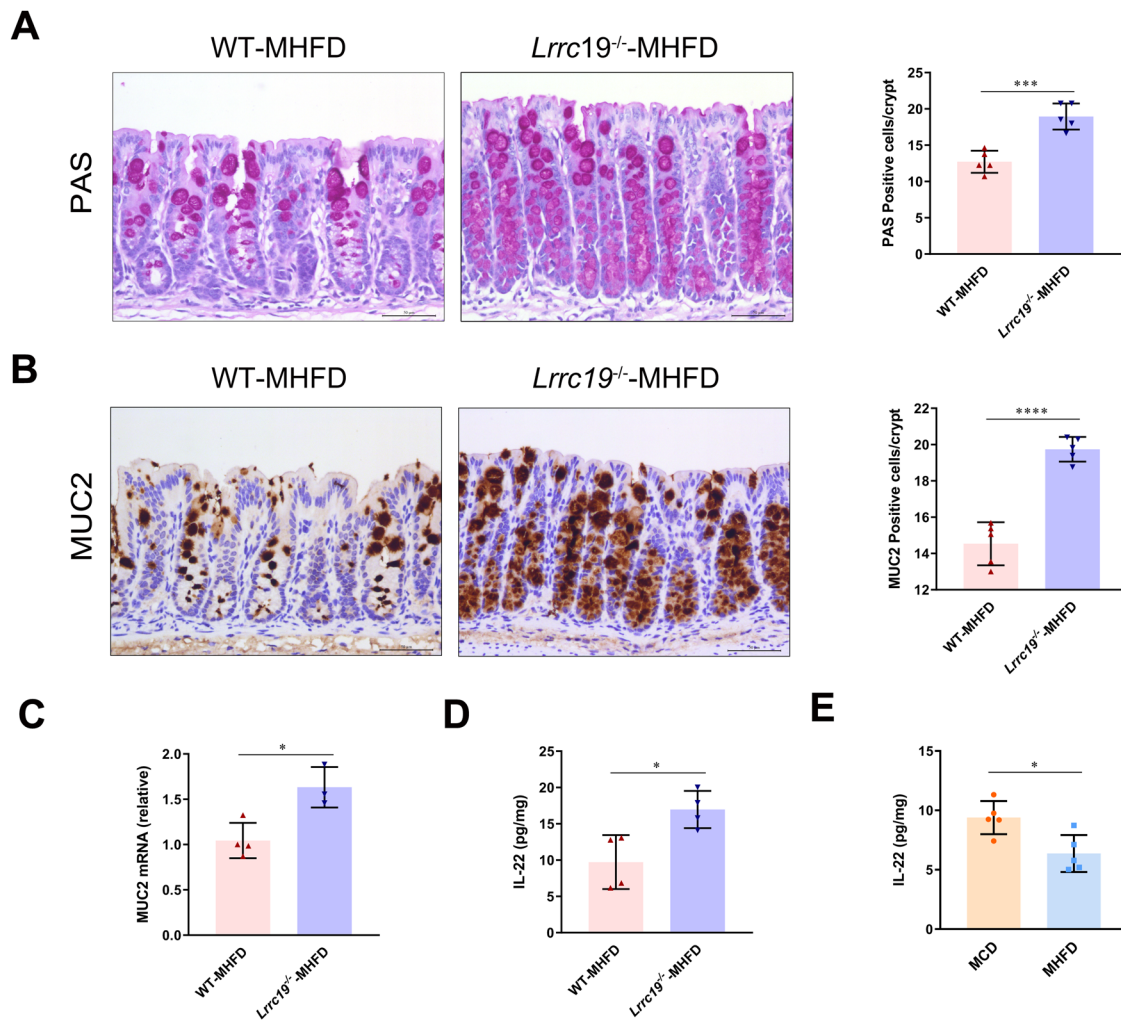 A
WT-MHFD
Lrrc19-/--MHFD
PAS
PAS Positive cells/crypt
25
20
15
10
5
0
***
WT-MHFD
Lrrc19-/--MHFD
B
WT-MHFD
Lrrc19-/--MHFD
MUC2
MUC2 Positive cells/crypt
22
20
18
16
14
12
****
WT-MHFD
Lrrc19-/--MHFD
C
MUC2 mRNA (relative)
2.0
1.5
1.0
0.5
0.0
*
WT-MHFD
Lrrc19-/--MHFD
D
IL-22 (pg/mg)
25
20
15
10
5
0
*
WT-MHFD
Lrrc19-/--MHFD
E
IL-22 (pg/mg)
15
10
5
0
*
MCD
MHFD